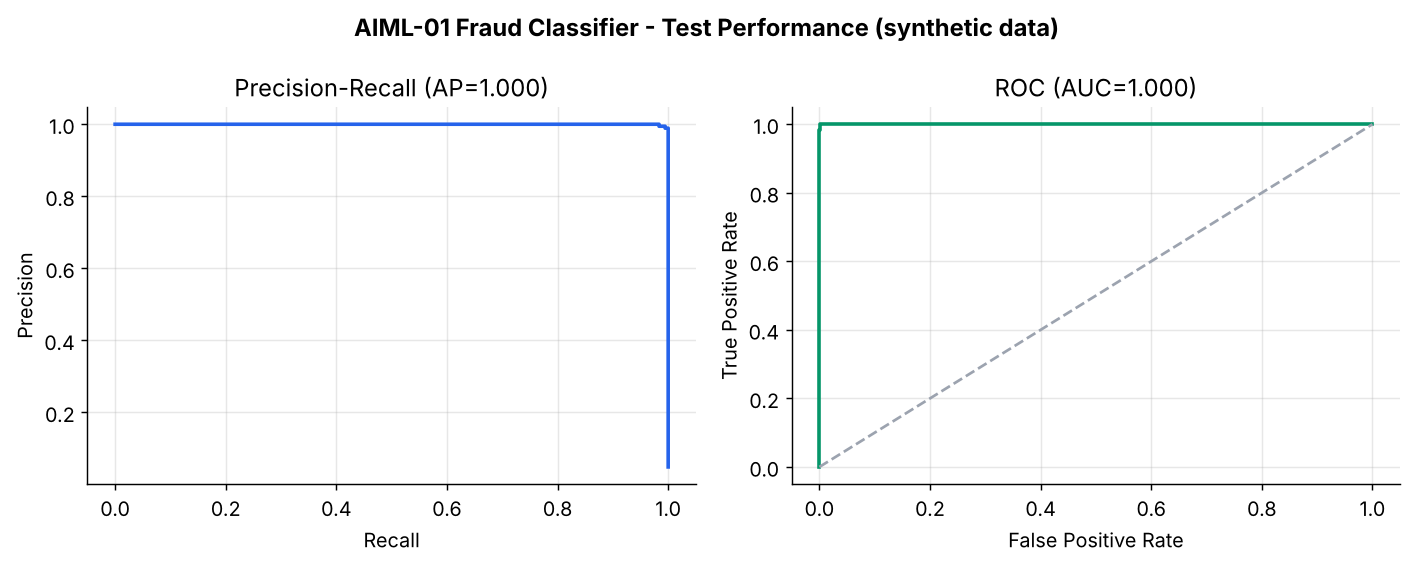 AIML-01 Fraud Classifier - Test Performance (synthetic data)
Precision-Recall (AP=1.000)
1.0
0.8
0.6
0.4
0.2
Precision
0.0 0.2 0.4 0.6 0.8 1.0
Recall
ROC (AUC=1.000)
1.0
0.8
0.6
0.4
0.2
0.0
True Positive Rate
0.0 0.2 0.4 0.6 0.8 1.0
False Positive Rate